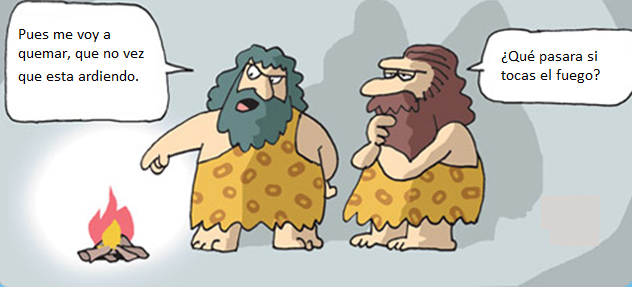 Pues me voy a
quemar, que no vez
que esta ardiendo.
¿Qué pasara si
tocas el fuego?